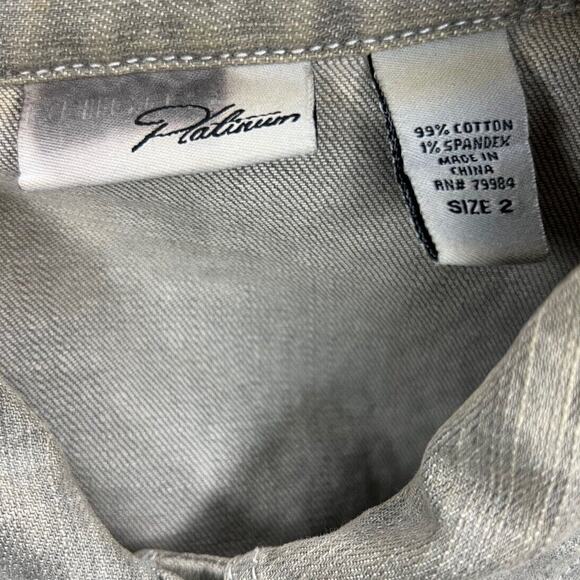 Platinum
99% COTTON
1% SPANDEX
MADE IN
CHINA
RN# 79984
SIZE 2